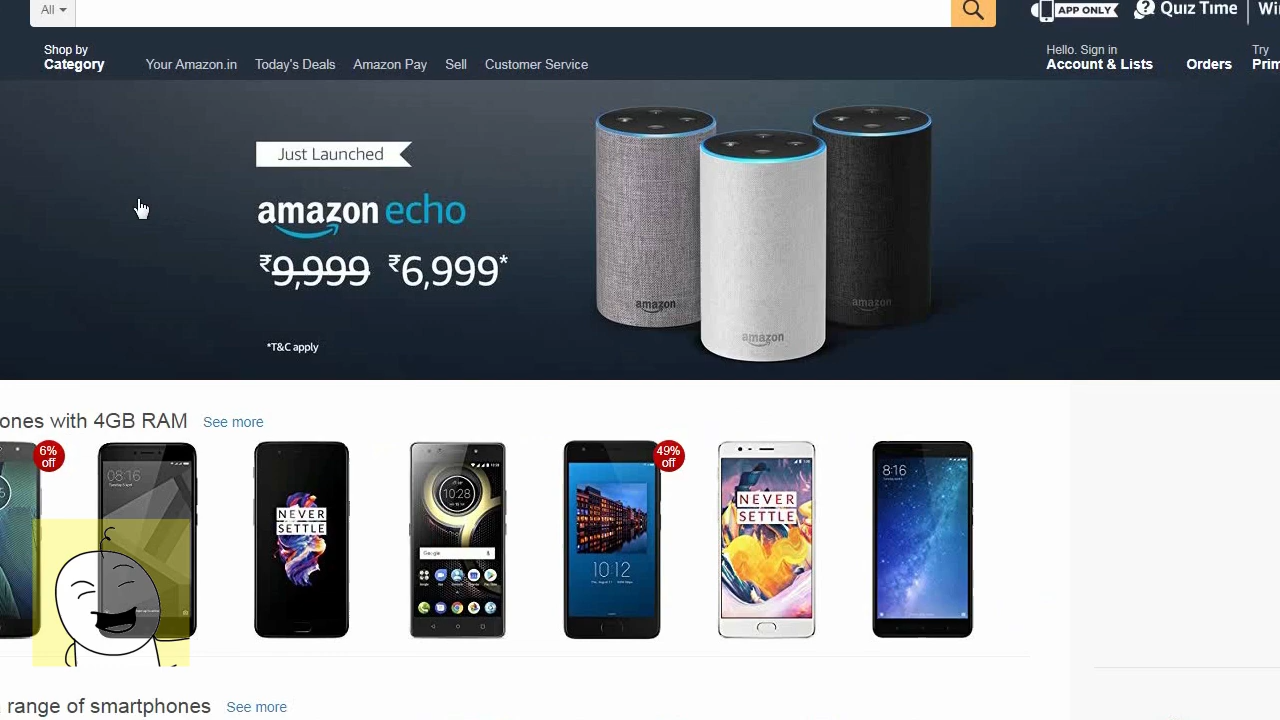 All
APP ONLY
Quiz Time
Shop by
Category
Your Amazon.in
Today's Deals
Amazon Pay
Sell
Customer Service
Hello. Sign in
Account & Lists
Orders
Try
Just Launched
amazon echo
₹9,999 ₹6,999*
*T&C apply
amazon
amazon
amazon
ones with 4GB RAM See more
6%
off
08:16
NEVER
SETTLE
10:28
Google
49%
off
10:12
NEVER
SETTLE
8:16
range of smartphones See more